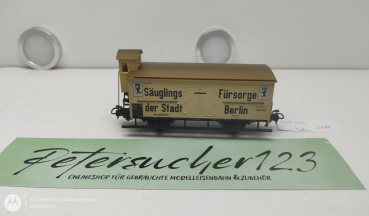 Säuglings Fürsorge
der Stadt Berlin
Petersucher123
ONLINESHOP FÜR GEBRAUCHTE MODELLEISENBAHN & ZUBEHÖR